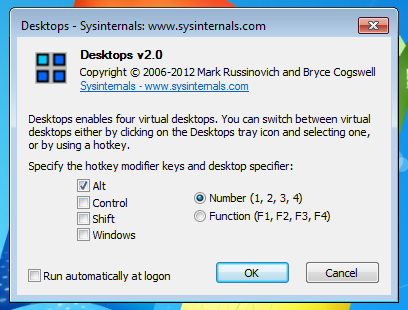 Desktops - Sysinternals: www.sysinternals.com
Desktops v2.0
Copyright © 2006-2012 Mark Russinovich and Bryce Cogswell
Sysinternals - www.sysinternals.com
Desktops enables four virtual desktops. You can switch between virtual
desktops either by clicking on the Desktops tray icon and selecting one,
or by using a hotkey.
Specify the hotkey modifier keys and desktop specifier:
Alt
Control
Shift
Windows
Number (1, 2, 3, 4)
Function (F1, F2, F3, F4)
Run automatically at logon
OK
Cancel